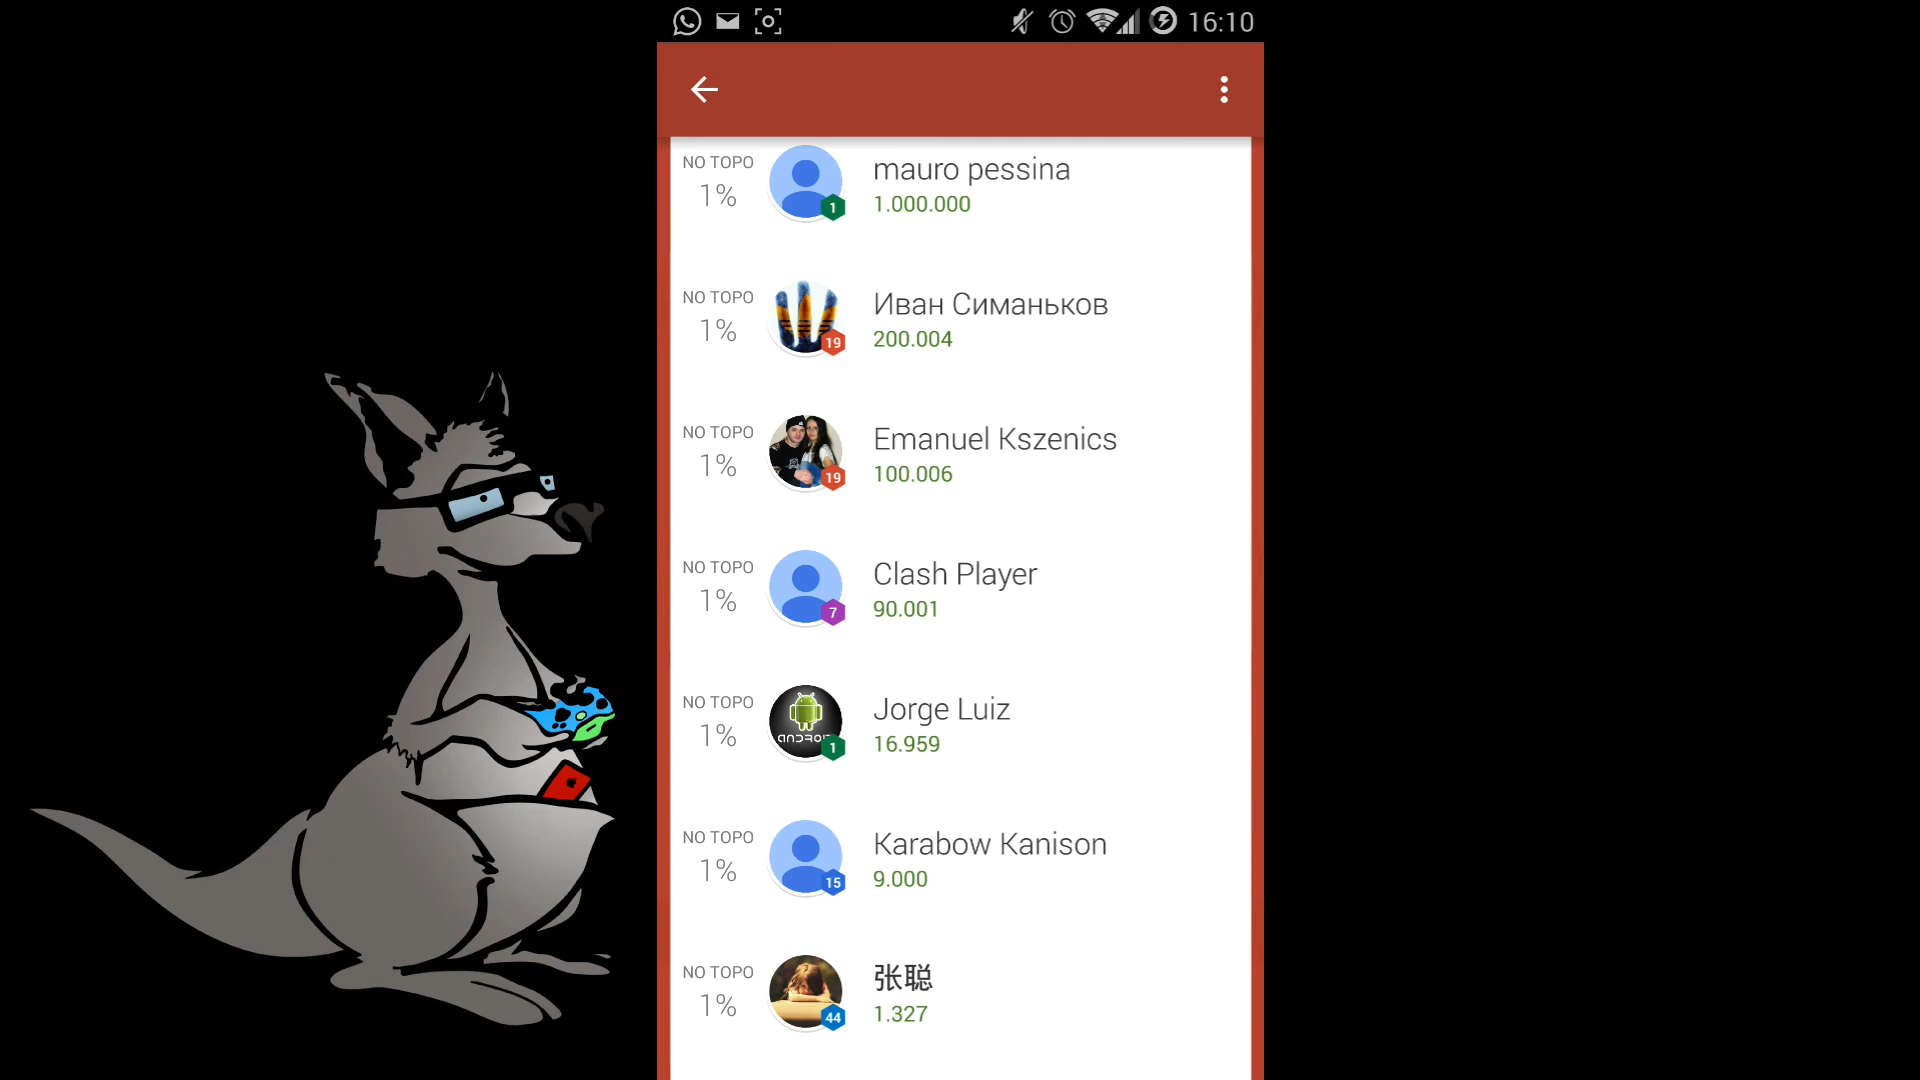 16:10
NO TOPO
1%
1
mauro pessina
1.000.000
NO TOPO
1%
19
Иван Симаньков
200.004
NO TOPO
1%
19
Emanuel Kszenics
100.006
NO TOPO
1%
7
Clash Player
90.001
NO TOPO
1%
ANDROID
1
Jorge Luiz
16.959
NO TOPO
1%
15
Karabow Kanison
9.000
NO TOPO
1%
44
张聪
1.327